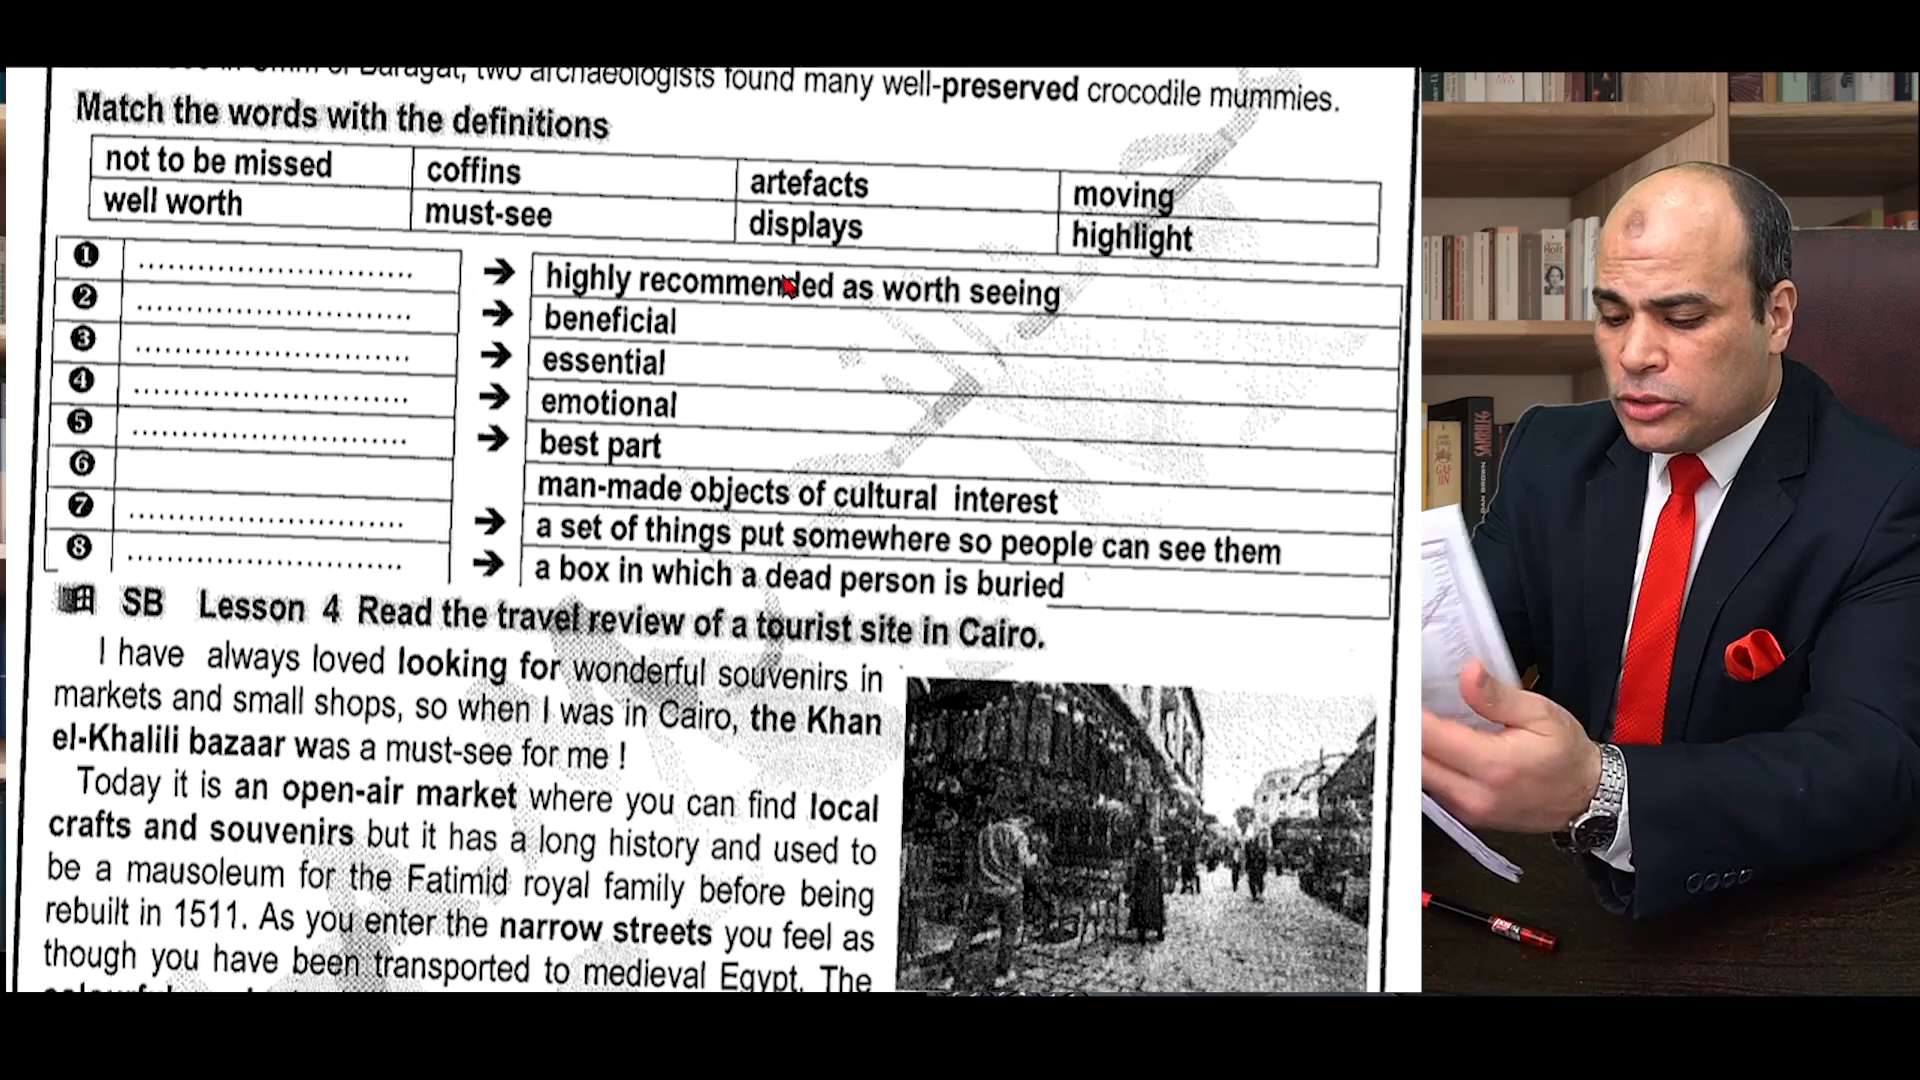 two archaeologists found many well-preserved crocodile mummies.
Match the words with the definitions
not to be missed coffins artefacts moving
well worth must-see displays highlight
1 ............................ → highly recommended as worth seeing
2 ............................ → beneficial
3 ............................ → essential
4 ............................ → emotional
5 ............................ → best part
6 man-made objects of cultural interest
7 ............................ → a set of things put somewhere so people can see them
8 ............................ → a box in which a dead person is buried
SB Lesson 4 Read the travel review of a tourist site in Cairo.
I have always loved looking for wonderful souvenirs in
markets and small shops, so when I was in Cairo, the Khan
el-Khalili bazaar was a must-see for me !
Today it is an open-air market where you can find local
crafts and souvenirs but it has a long history and used to
be a mausoleum for the Fatimid royal family before being
rebuilt in 1511. As you enter the narrow streets you feel as
though you have been transported to medieval Egypt. The